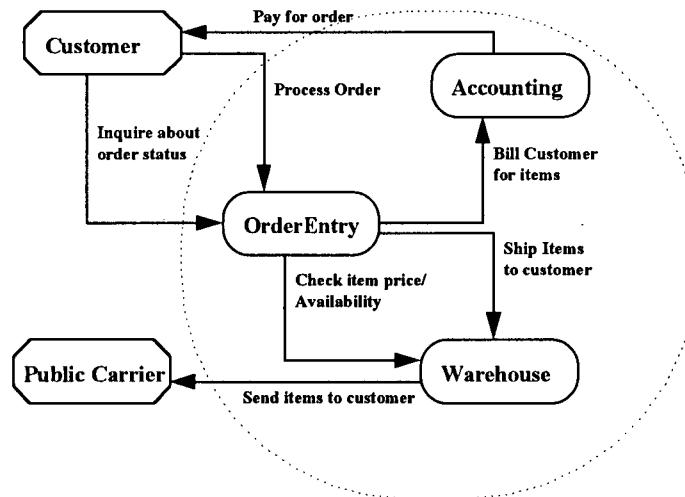 Pay for order
Customer
Accounting
Process Order
Inquire about
order status
Bill Customer
for items
OrderEntry
Ship Items
to customer
Check item price/
Availability
Public Carrier
Warehouse
Send items to customer